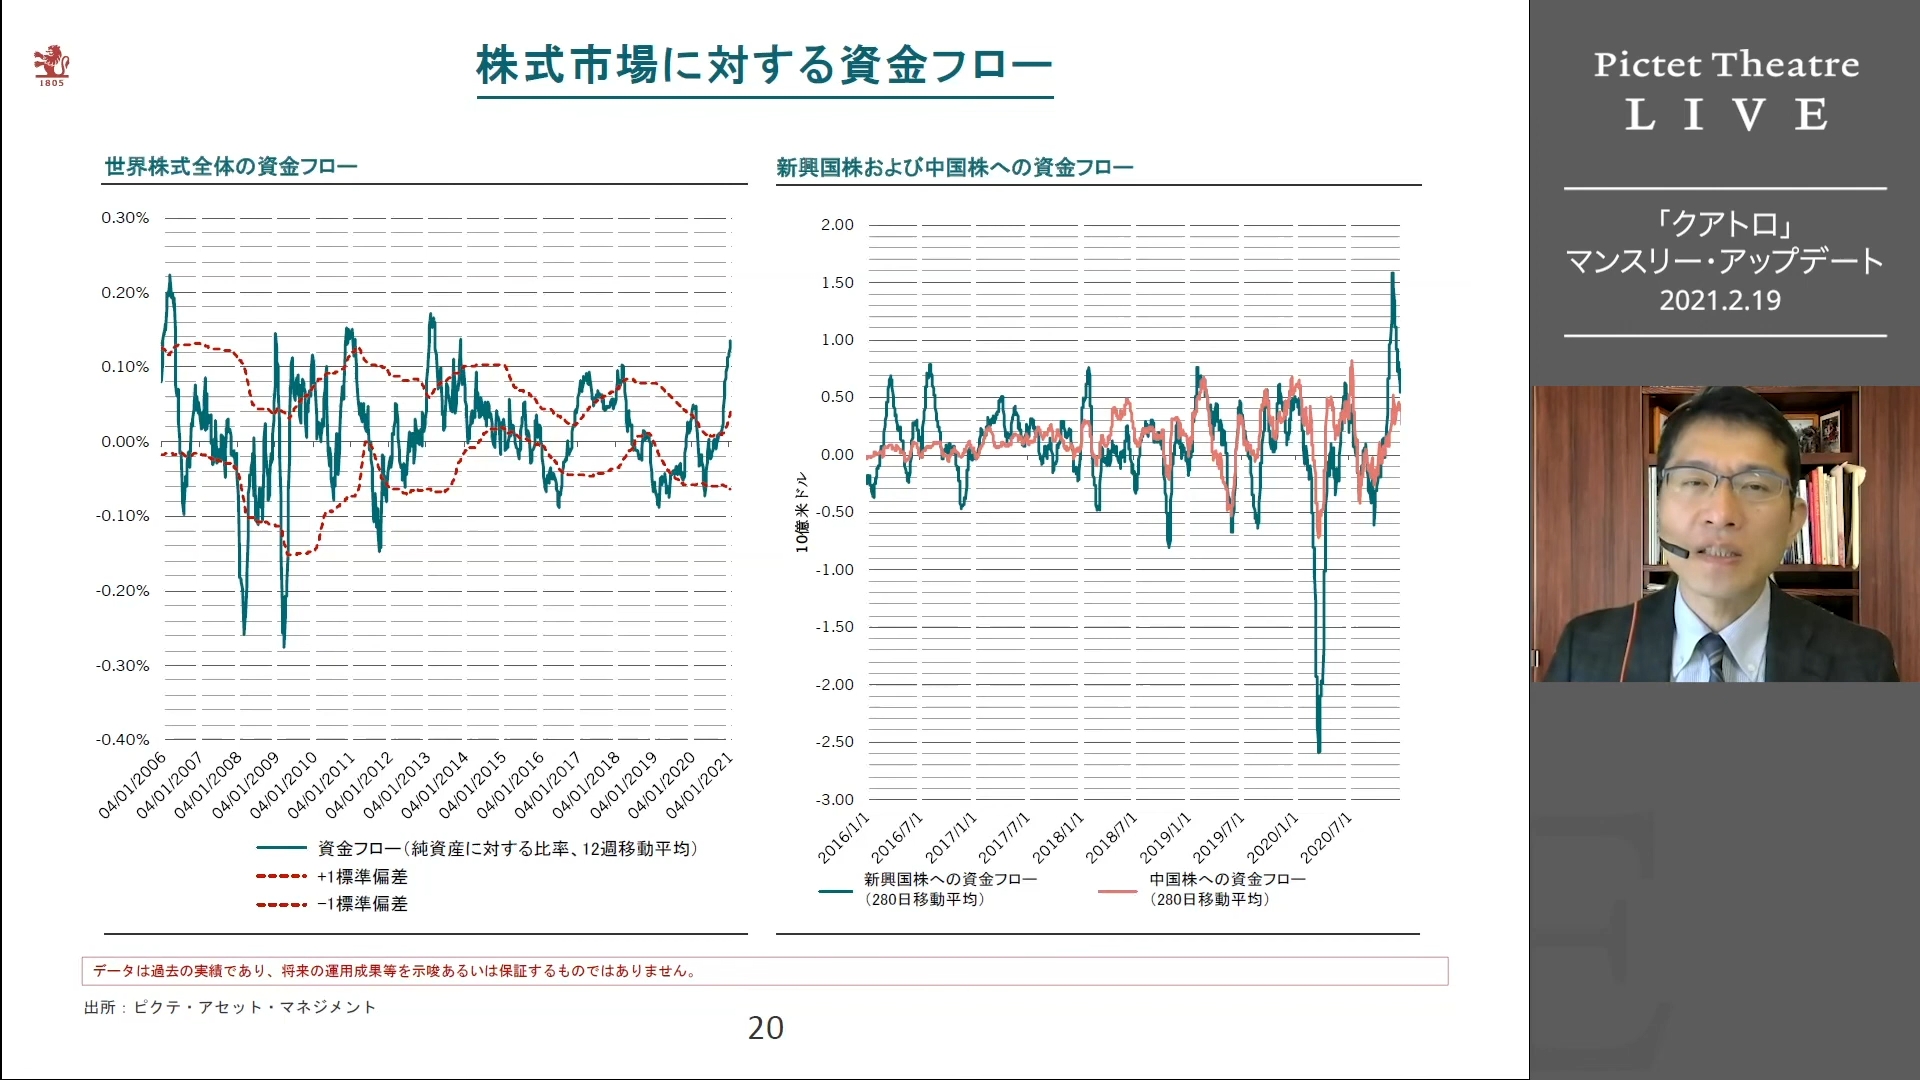 1805
株式市場に対する資金フロー
世界株式全体の資金フロー
0.30%
0.20%
0.10%
0.00%
-0.10%
-0.20%
-0.30%
-0.40%
04/01/2006
04/01/2007
04/01/2008
04/01/2009
04/01/2010
04/01/2011
04/01/2012
04/01/2013
04/01/2014
04/01/2015
04/01/2016
04/01/2017
04/01/2018
04/01/2019
04/01/2020
04/01/2021
資金フロー(純資産に対する比率、12週移動平均)
+1標準偏差
-1標準偏差
新興国株および中国株への資金フロー
10億米ドル
2.00
1.50
1.00
0.50
0.00
-0.50
-1.00
-1.50
-2.00
-2.50
-3.00
2016/1/1
2016/7/1
2017/1/1
2017/7/1
2018/1/1
2018/7/1
2019/1/1
2019/7/1
2020/1/1
2020/7/1
新興国株への資金フロー
(280日移動平均)
中国株への資金フロー
(280日移動平均)
データは過去の実績であり、将来の運用成果等を示唆あるいは保証するものではありません。
出所:ピクテ・アセット・マネジメント
20
Pictet Theatre
LIVE
「クアトロ」
マンスリー・アップデート
2021.2.19
E